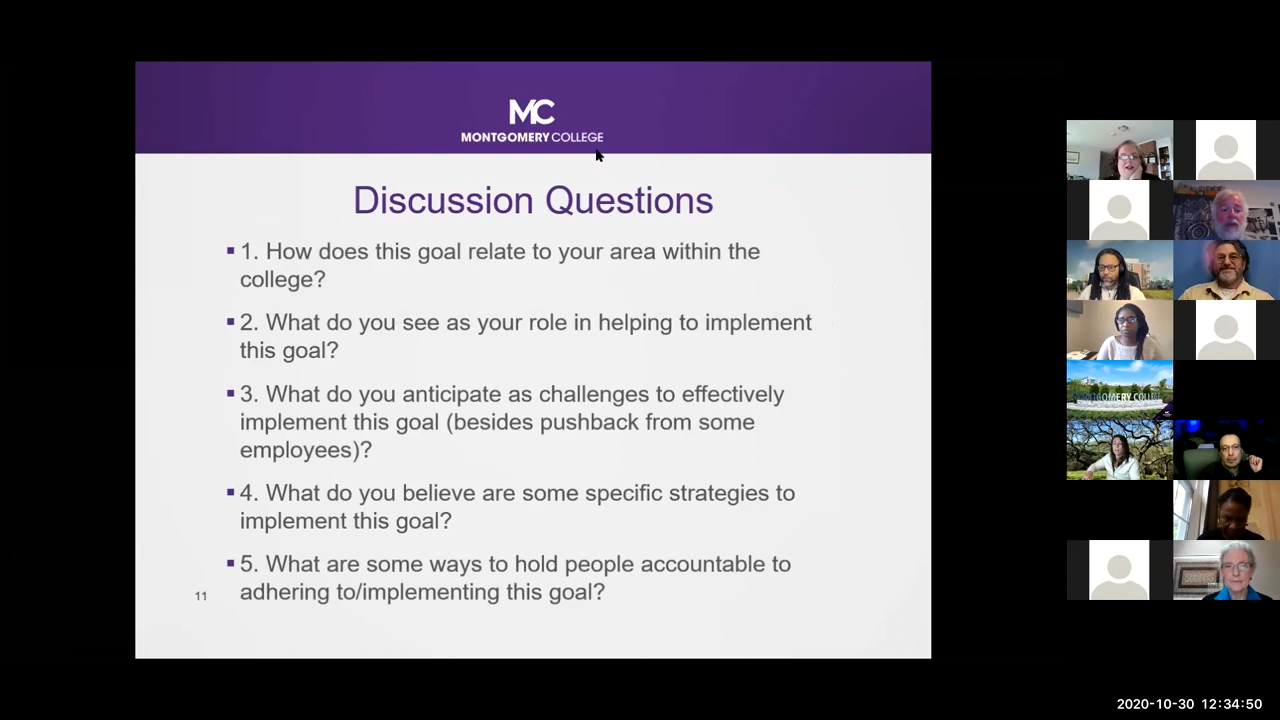 MC
MONTGOMERY COLLEGE
Discussion Questions
▪ 1. How does this goal relate to your area within the
college?
▪ 2. What do you see as your role in helping to implement
this goal?
▪ 3. What do you anticipate as challenges to effectively
implement this goal (besides pushback from some
employees)?
▪ 4. What do you believe are some specific strategies to
implement this goal?
▪ 5. What are some ways to hold people accountable to
adhering to/implementing this goal?
11
MONTGOMERY COLLEGE
2020-10-30 12:34:50